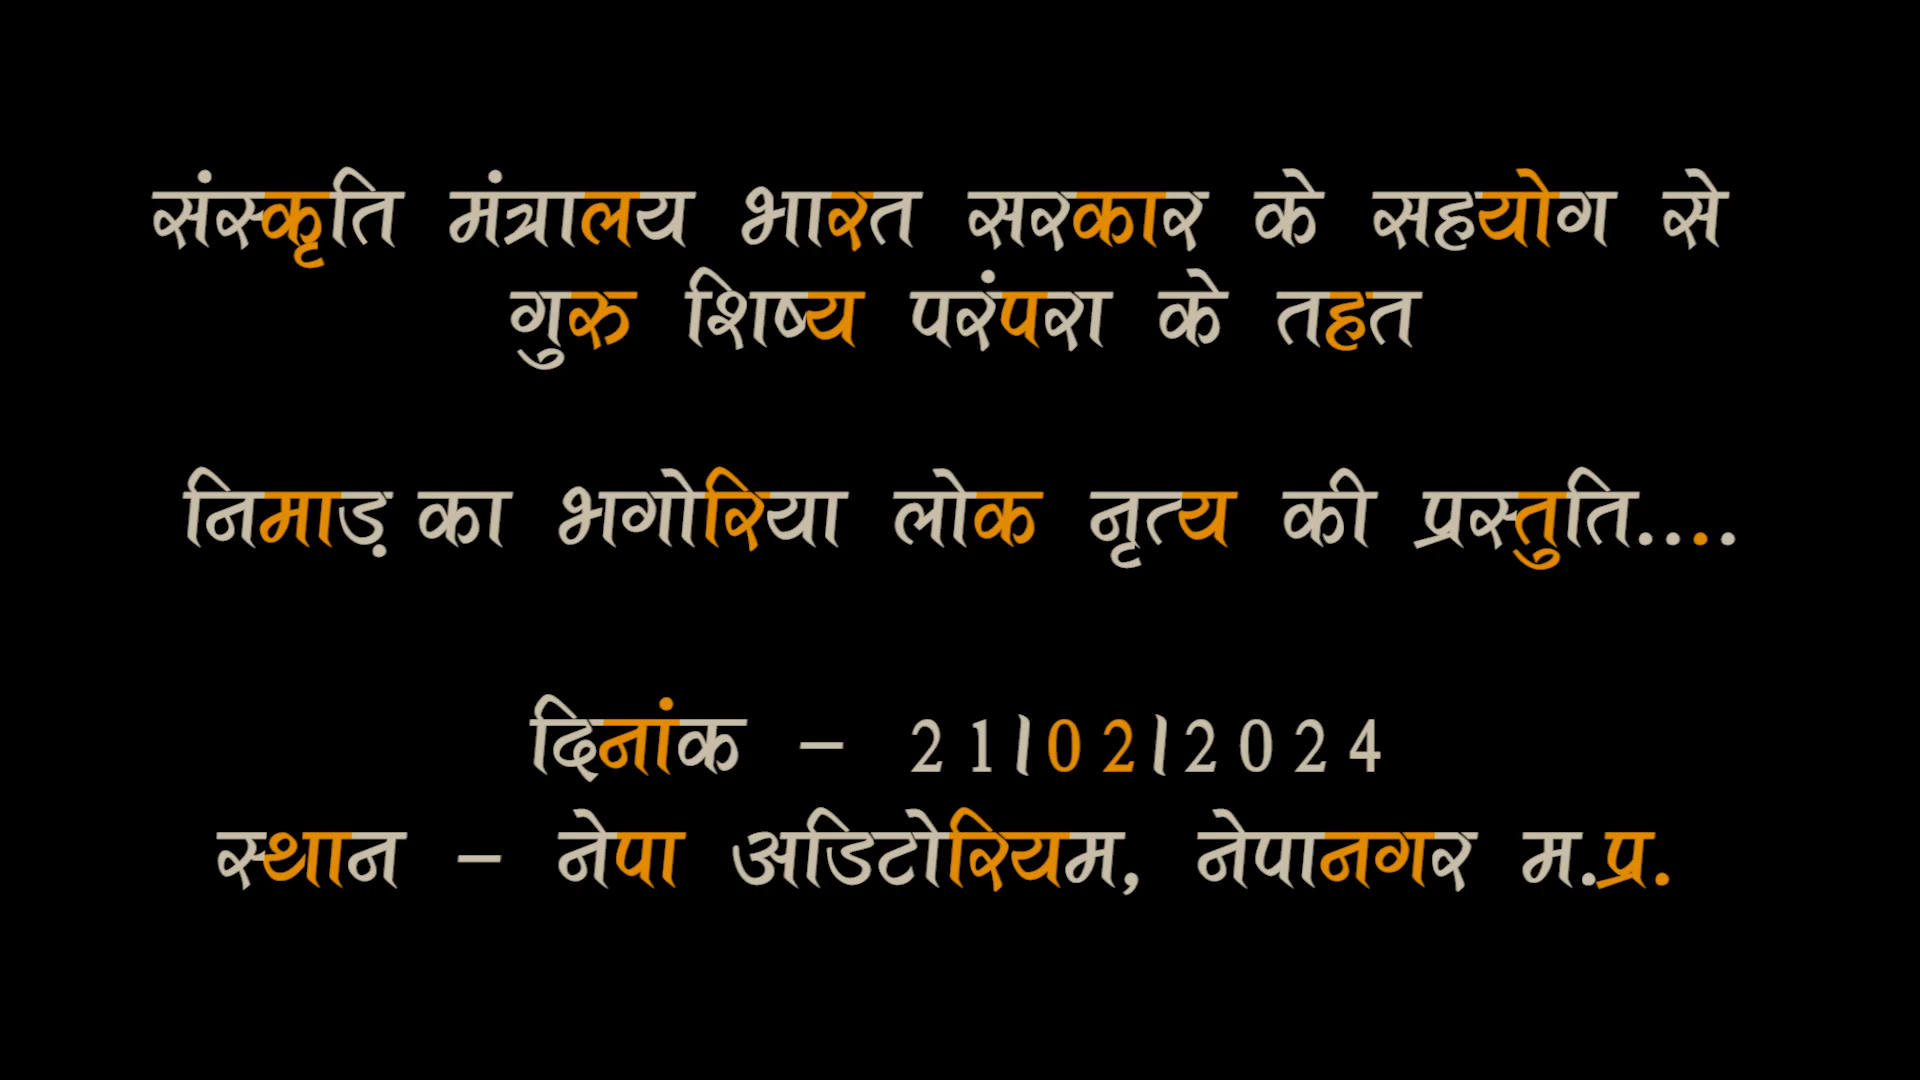 संस्कृति मंत्रालय भारत सरकार के सहयोग से
गुरु शिष्य परंपरा के तहत
निमाड़ का भगोरिया लोक नृत्य की प्रस्तुति....
दिनांक - 21/02/2024
स्थान - नेपा अडिटोरियम, नेपानगर म.प्र.